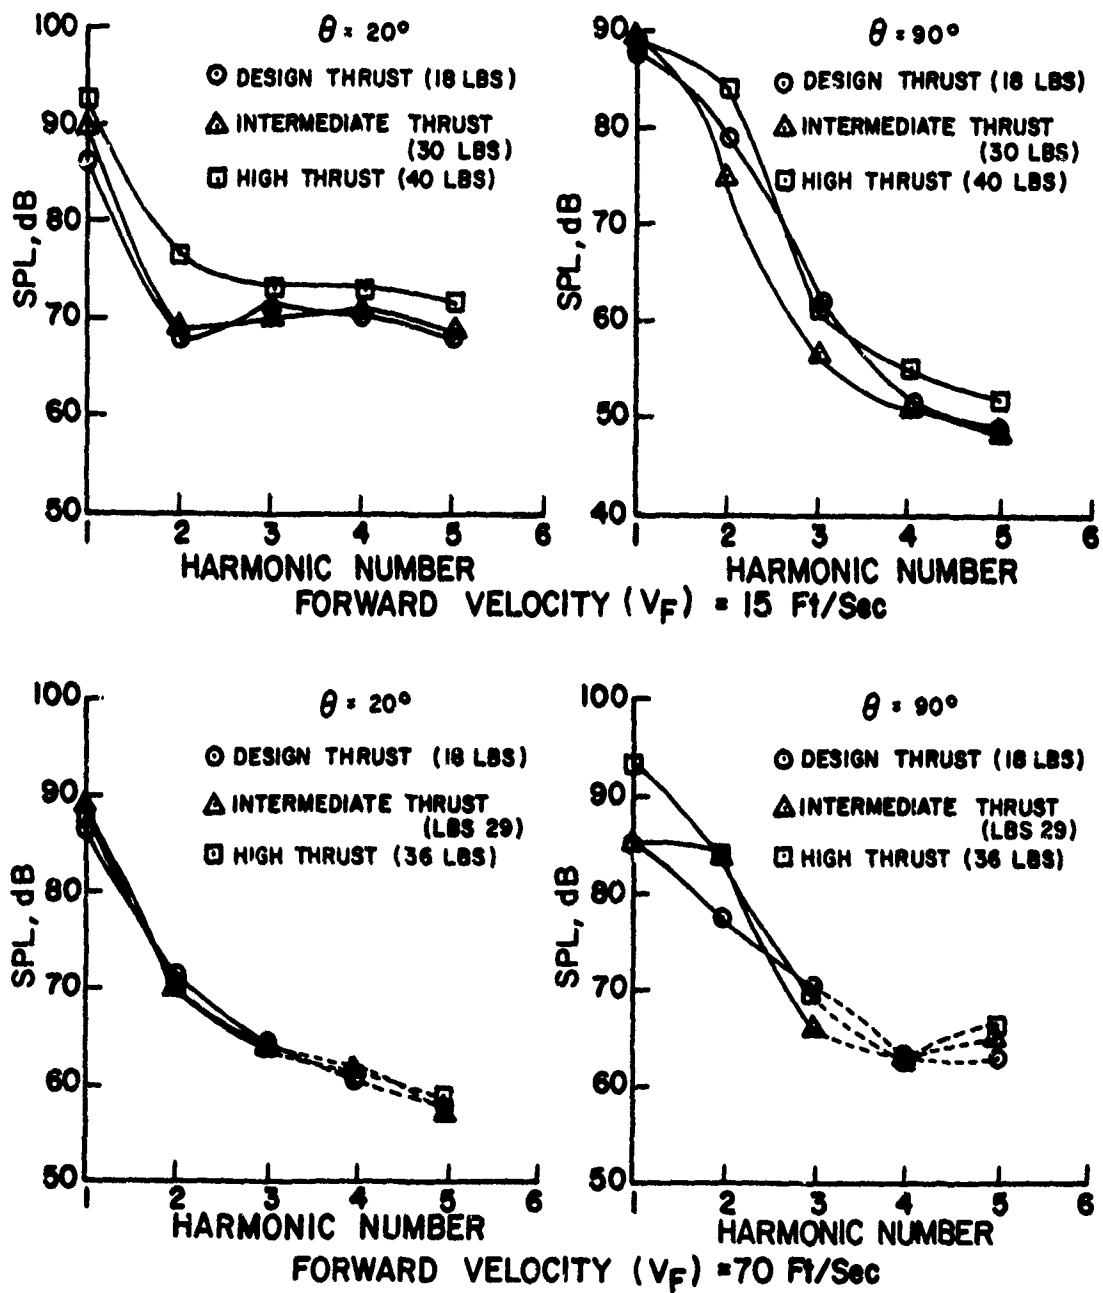 θ = 20°
DESIGN THRUST (18 LBS)
INTERMEDIATE THRUST
(30 LBS)
HIGH THRUST (40 LBS)
SPL, dB
100
90
80
70
60
50
1 2 3 4 5 6
HARMONIC NUMBER
θ = 90°
DESIGN THRUST (18 LBS)
INTERMEDIATE THRUST
(30 LBS)
HIGH THRUST (40 LBS)
SPL, dB
90
80
70
60
50
40
1 2 3 4 5 6
HARMONIC NUMBER
FORWARD VELOCITY (VF) = 15 Ft/Sec
θ = 20°
DESIGN THRUST (18 LBS)
INTERMEDIATE THRUST
(LBS 29)
HIGH THRUST (36 LBS)
SPL, dB
100
90
80
70
60
50
1 2 3 4 5 6
HARMONIC NUMBER
θ = 90°
DESIGN THRUST (18 LBS)
INTERMEDIATE THRUST
(LBS 29)
HIGH THRUST (36 LBS)
SPL, dB
100
90
80
70
60
50
1 2 3 4 5 6
HARMONIC NUMBER
FORWARD VELOCITY (VF) = 70 Ft/Sec